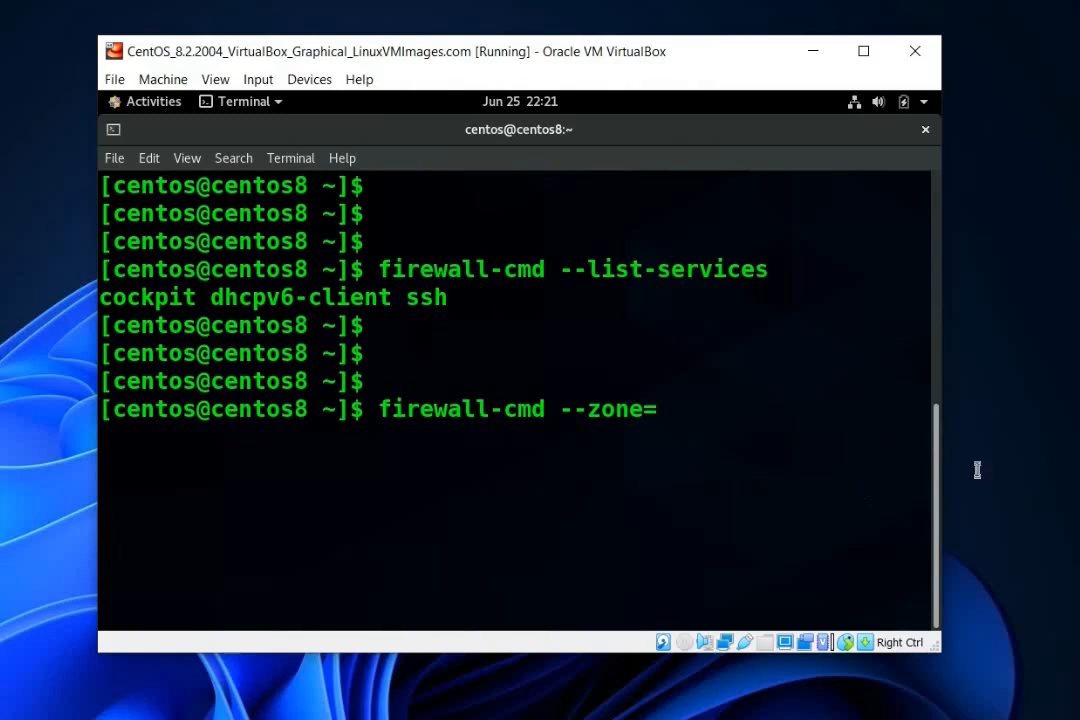 CentOS_8.2.2004_VirtualBox_Graphical_LinuxVMImages.com [Running] - Oracle VM VirtualBox
File Machine View Input Devices Help
Activities Terminal Jun 25 22:21
centos@centos8:~
File Edit View Search Terminal Help
[centos@centos8 ~]$
[centos@centos8 ~]$
[centos@centos8 ~]$
[centos@centos8 ~]$ firewall-cmd --list-services
cockpit dhcpv6-client ssh
[centos@centos8 ~]$
[centos@centos8 ~]$
[centos@centos8 ~]$
[centos@centos8 ~]$ firewall-cmd --zone=
Right Ctrl